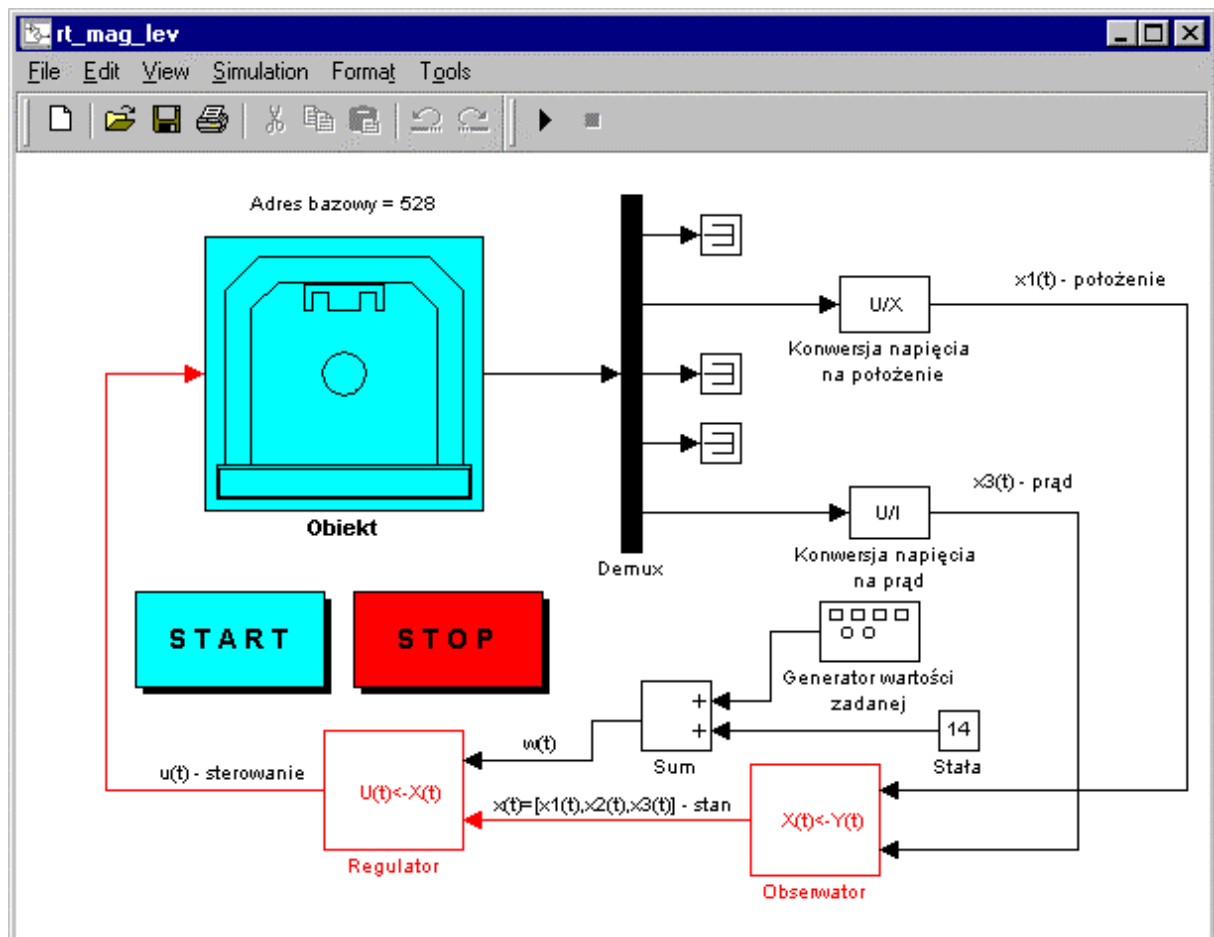 rt_mag_lev
File Edit View Simulation Format Tools
Adres bazowy = 528
x1(t) - położenie
U/X
Konwersja napięcia
na położenie
x3(t) - prąd
U/I
Obiekt
Konwersja napięcia
na prąd
Demux
START
STOP
Generator wartości
zadanej
+
+
14
w(t)
Sum
Stała
u(t) - sterowanie
U(t)<-X(t)
x(t)=[x1(t),x2(t),x3(t)] - stan
X(t)<-Y(t)
Regulator
Obserwator